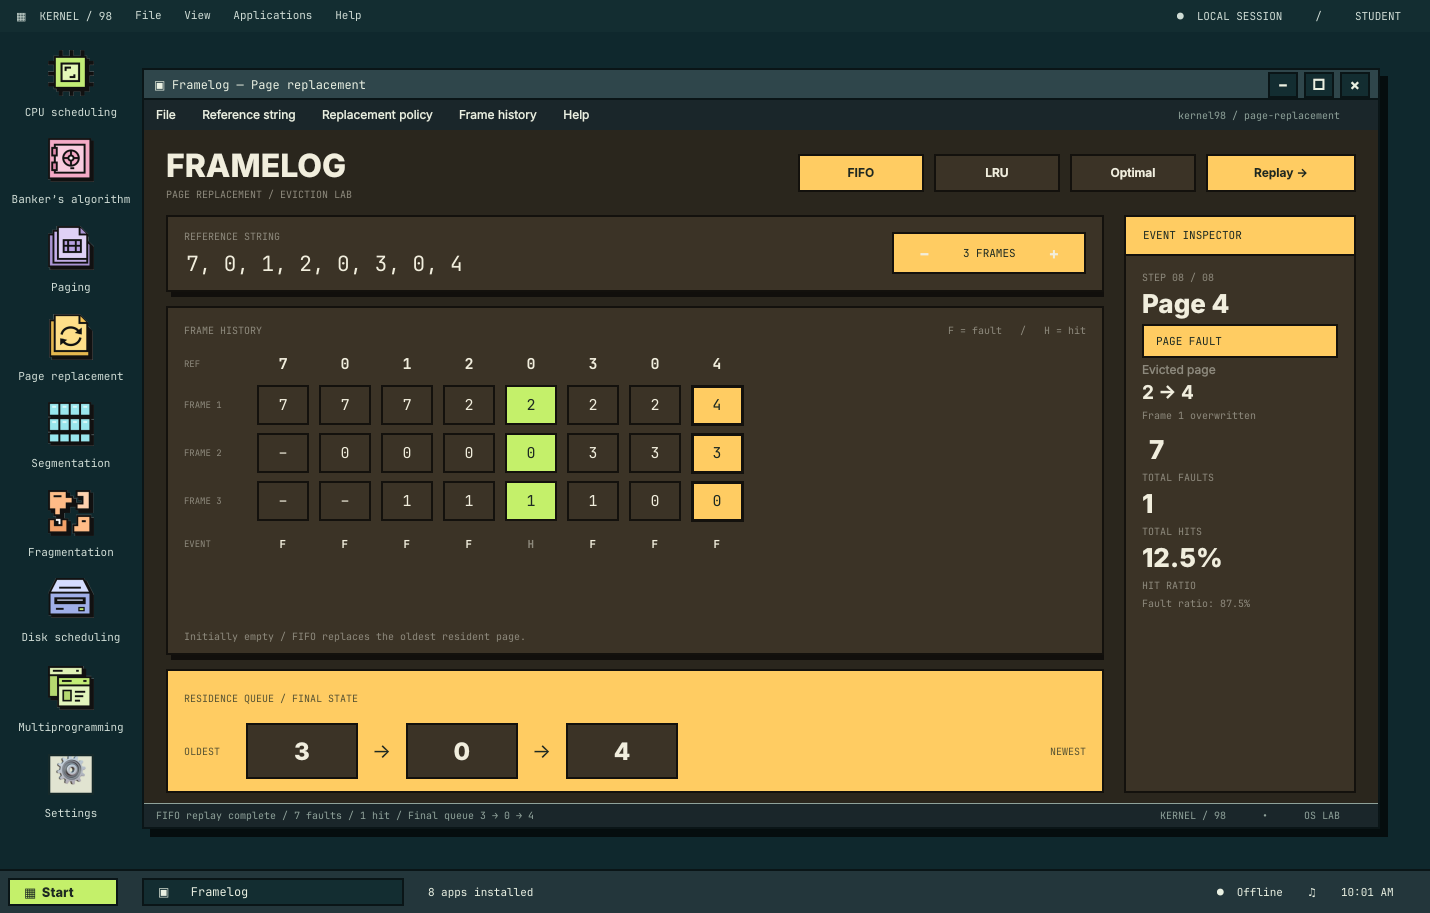 KERNEL / 98 File View Applications Help
LOCAL SESSION / STUDENT
CPU scheduling
Banker's algorithm
Paging
Page replacement
Segmentation
Fragmentation
Disk scheduling
Multiprogramming
Settings
Framelog — Page replacement
File Reference string Replacement policy Frame history Help
kernel98 / page-replacement
FRAMELOG
PAGE REPLACEMENT / EVICTION LAB
FIFO LRU Optimal Replay →
REFERENCE STRING
7, 0, 1, 2, 0, 3, 0, 4
− 3 FRAMES +
FRAME HISTORY
F = fault / H = hit
REF 7 0 1 2 0 3 0 4
FRAME 1 7 7 7 2 2 2 2 4
FRAME 2 – 0 0 0 0 3 3 3
FRAME 3 – – 1 1 1 1 0 0
EVENT F F F F H F F F
Initially empty / FIFO replaces the oldest resident page.
RESIDENCE QUEUE / FINAL STATE
OLDEST 3 → 0 → 4 NEWEST
EVENT INSPECTOR
STEP 08 / 08
Page 4
PAGE FAULT
Evicted page
2 → 4
Frame 1 overwritten
7
TOTAL FAULTS
1
TOTAL HITS
12.5%
HIT RATIO
Fault ratio: 87.5%
FIFO replay complete / 7 faults / 1 hit / Final queue 3 → 0 → 4
KERNEL / 98 • OS LAB
Start Framelog 8 apps installed
Offline ♫ 10:01 AM